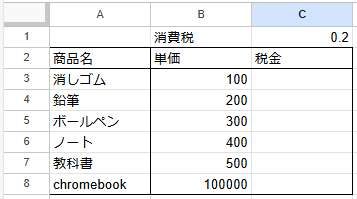 A B C
1 消費税 0.2
2 商品名 単価 税金
3 消しゴム 100
4 鉛筆 200
5 ボールペン 300
6 ノート 400
7 教科書 500
8 chromebook 100000